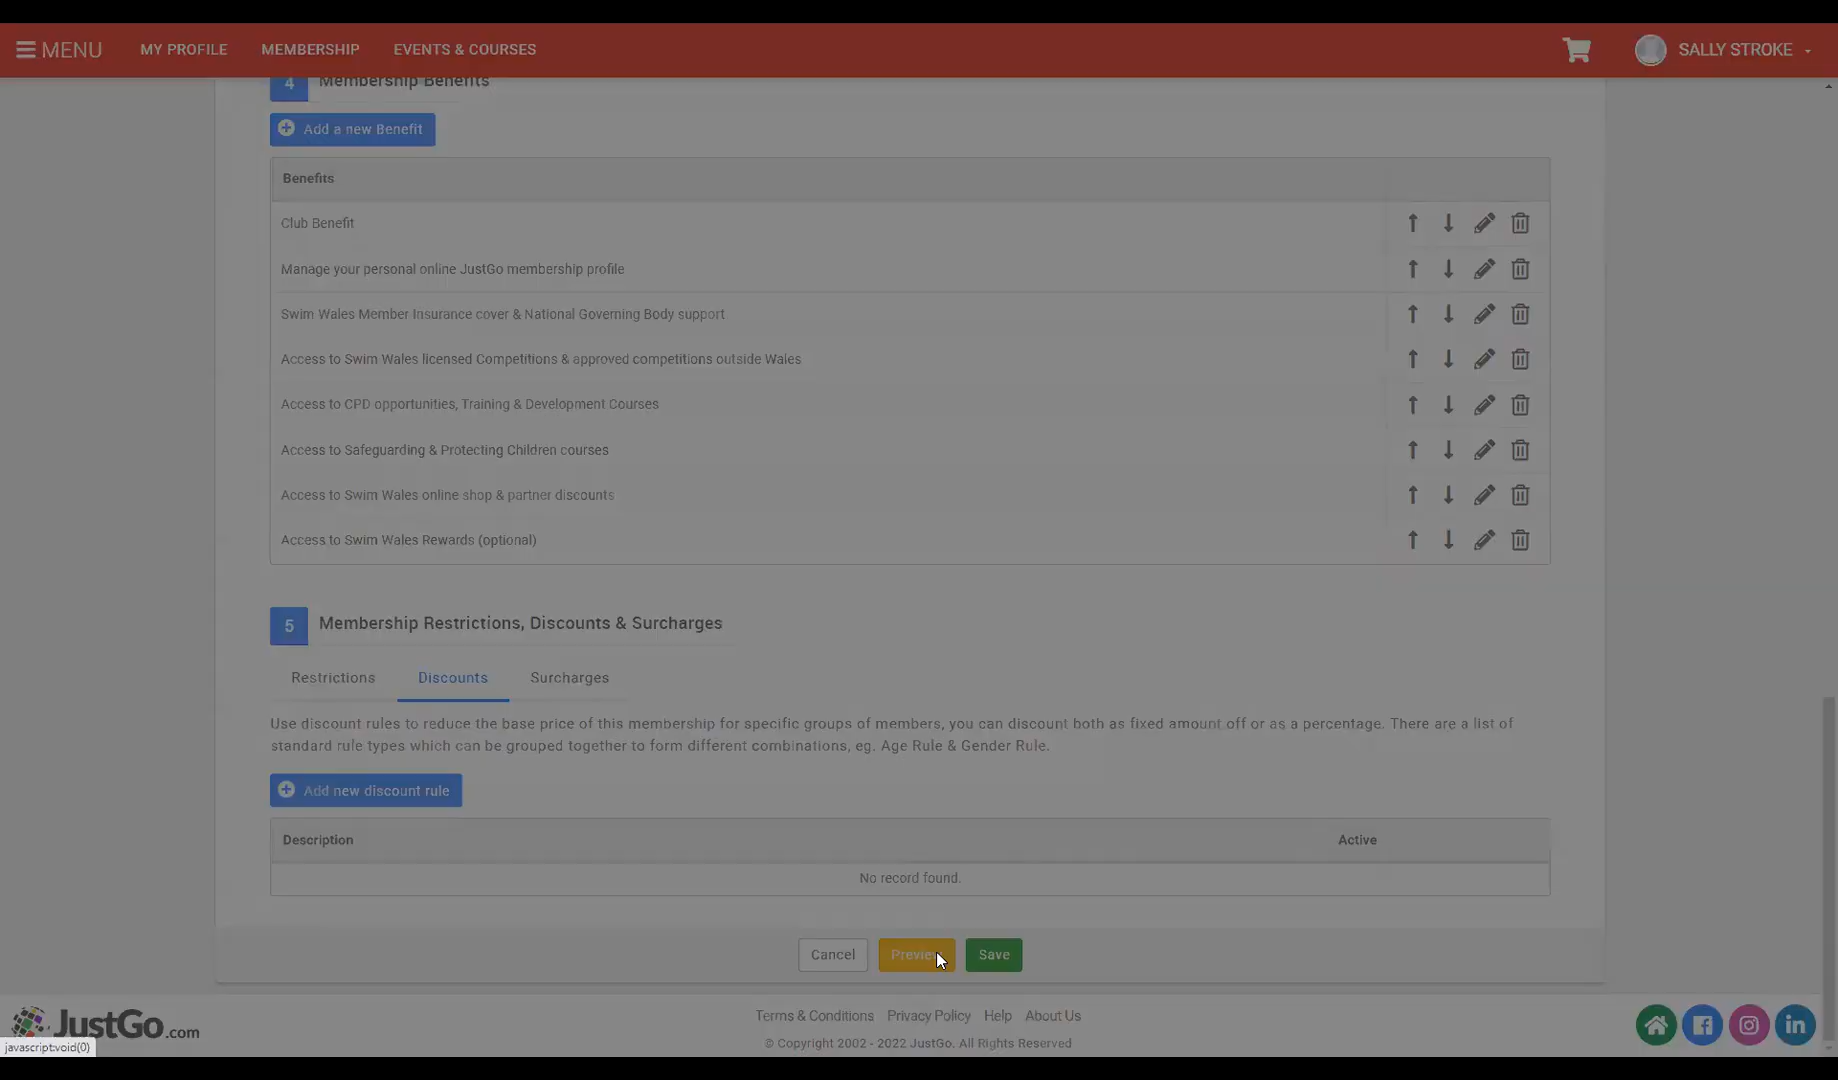 MENU
MY PROFILE
MEMBERSHIP
EVENTS & COURSES
SALLY STROKE
4 Membership Benefits
Add a new Benefit
Benefits
Club Benefit
Manage your personal online JustGo membership profile
Swim Wales Member Insurance cover & National Governing Body support
Access to Swim Wales licensed Competitions & approved competitions outside Wales
Access to CPD opportunities, Training & Development Courses
Access to Safeguarding & Protecting Children courses
Access to Swim Wales online shop & partner discounts
Access to Swim Wales Rewards (optional)
5 Membership Restrictions, Discounts & Surcharges
Restrictions Discounts Surcharges
Use discount rules to reduce the base price of this membership for specific groups of members, you can discount both as fixed amount off or as a percentage. There are a list of
standard rule types which can be grouped together to form different combinations, eg. Age Rule & Gender Rule.
Add new discount rule
Description Active
No record found.
Cancel Preview Save
JustGo.com
Terms & Conditions Privacy Policy Help About Us
© Copyright 2002 - 2022 JustGo. All Rights Reserved
javascript:void(0)